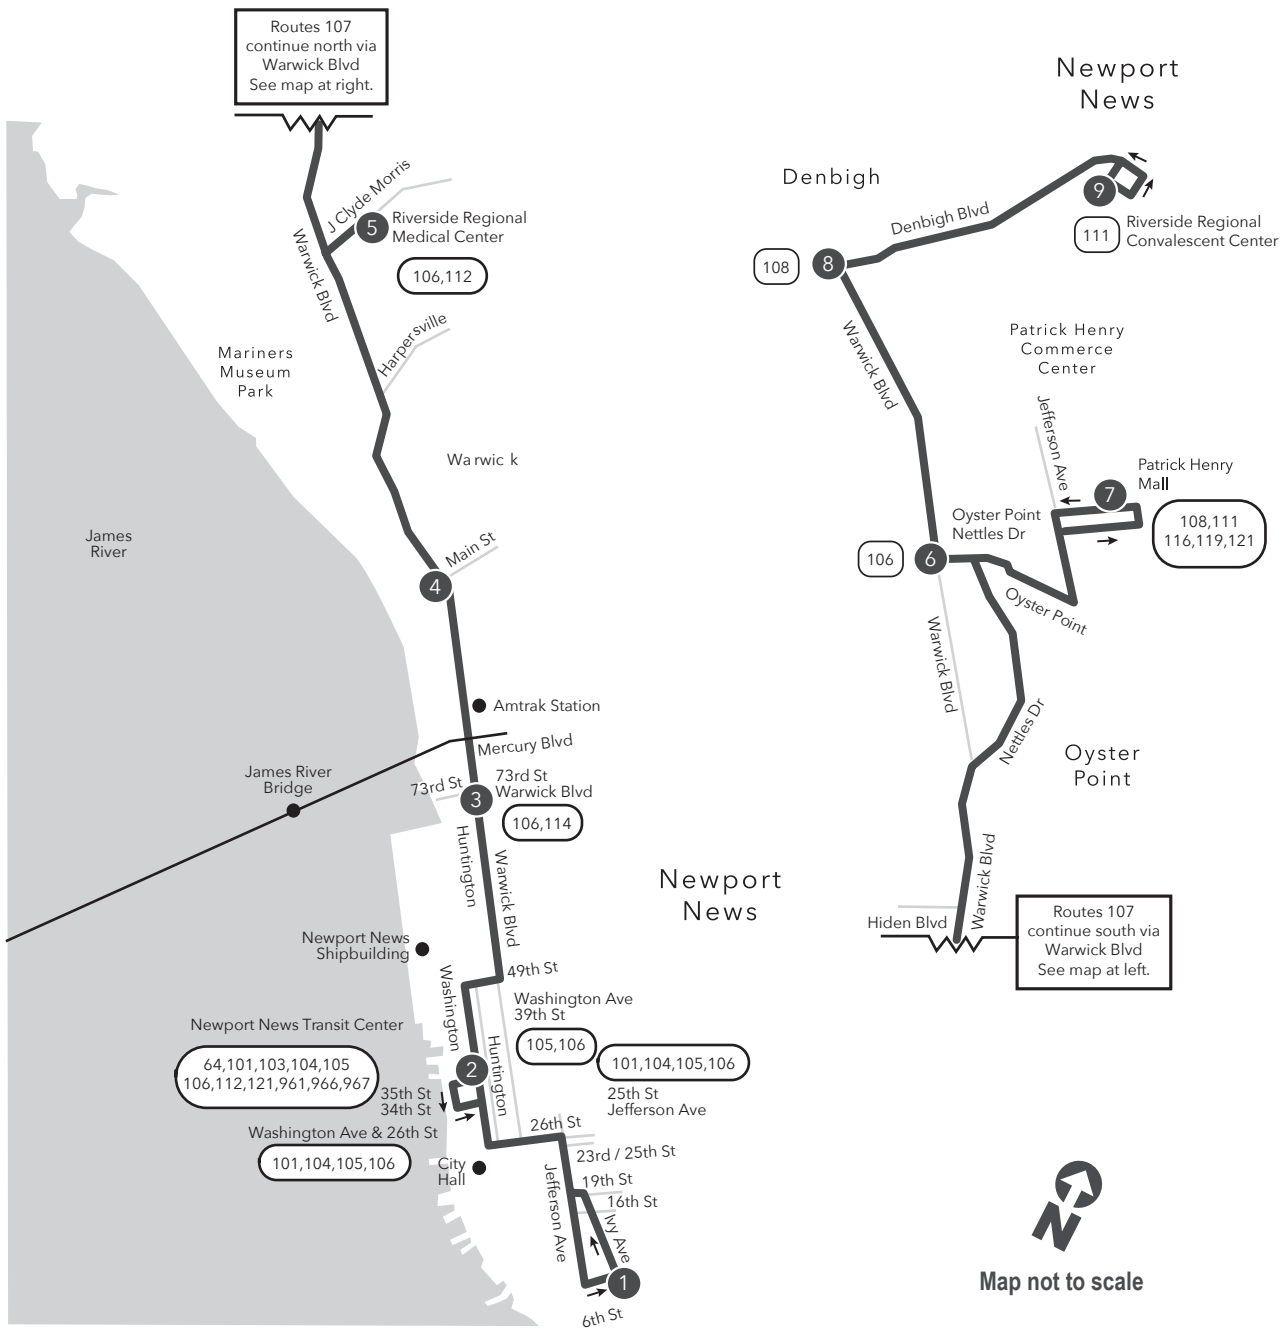 Routes 107
continue north via
Warwick Blvd
See map at right.
J Clyde Morris
5
Riverside Regional
Medical Center
106,112
Warwick Blvd
Harpersville
Mariners
Museum
Park
Warwick
James
River
Main St
4
Amtrak Station
Mercury Blvd
James River
Bridge
73rd St
73rd St
Warwick Blvd
3
106,114
Huntington
Warwick Blvd
Newport
News
Newport News
Shipbuilding
49th St
Washington
Washington Ave
39th St
105,106
Newport News Transit Center
64,101,103,104,105
106,112,121,961,966,967
2
Huntington
101,104,105,106
25th St
Jefferson Ave
35th St
34th St
Washington Ave & 26th St
101,104,105,106
26th St
City
Hall
23rd / 25th St
19th St
16th St
Jefferson Ave
Ivy Ave
1
6th St
Newport
News
Denbigh
9
Denbigh Blvd
111
Riverside Regional
Convalescent Center
108
8
Warwick Blvd
Patrick Henry
Commerce
Center
Jefferson Ave
7
Patrick Henry
Mall
108,111
116,119,121
Oyster Point
Nettles Dr
106
6
Oyster Point
Warwick Blvd
Nettles Dr
Oyster
Point
Warwick Blvd
Hiden Blvd
Routes 107
continue south via
Warwick Blvd
See map at left.
N
Map not to scale